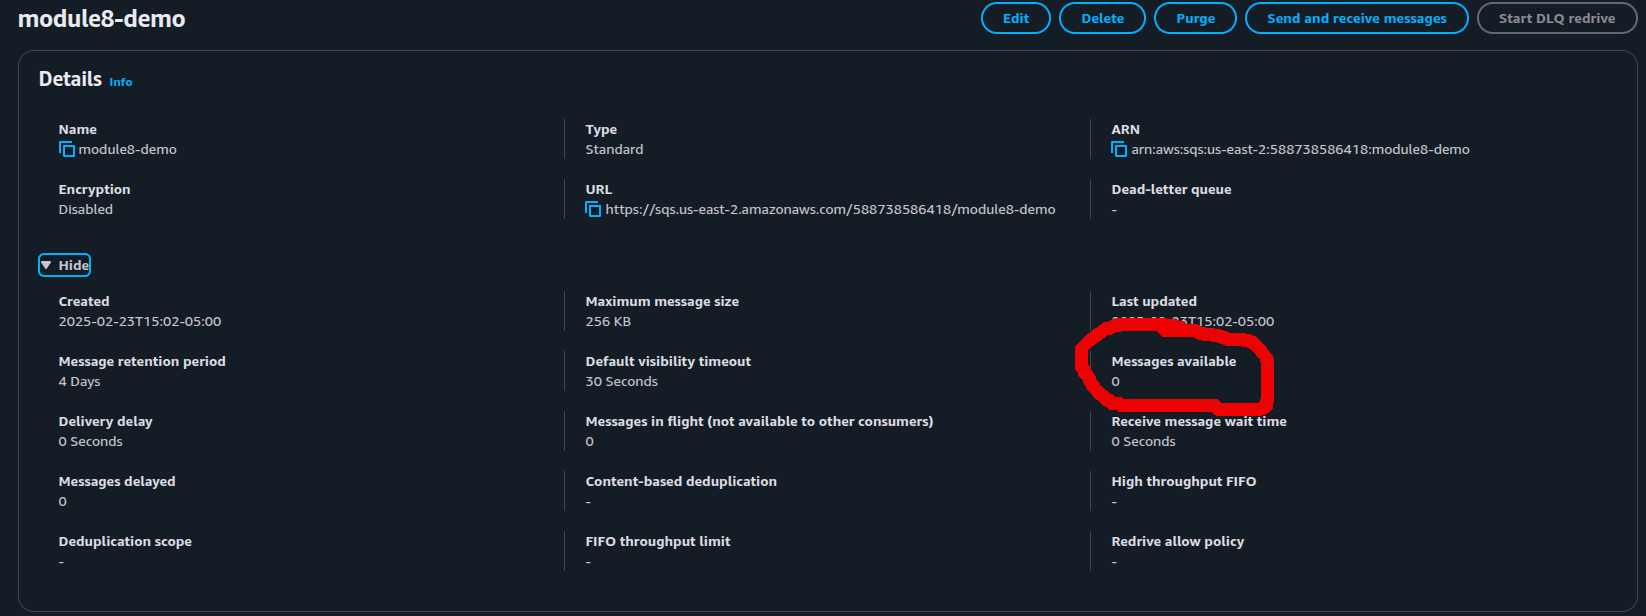 module8-demo
Edit
Delete
Purge
Send and receive messages
Start DLQ redrive
Details Info
Name
module8-demo
Type
Standard
ARN
arn:aws:sqs:us-east-2:588738586418:module8-demo
Encryption
Disabled
URL
https://sqs.us-east-2.amazonaws.com/588738586418/module8-demo
Dead-letter queue
-
Hide
Created
2025-02-23T15:02-05:00
Maximum message size
256 KB
Last updated
2025-02-23T15:02-05:00
Message retention period
4 Days
Default visibility timeout
30 Seconds
Messages available
0
Delivery delay
0 Seconds
Messages in flight (not available to other consumers)
0
Receive message wait time
0 Seconds
Messages delayed
0
Content-based deduplication
-
High throughput FIFO
-
Deduplication scope
-
FIFO throughput limit
-
Redrive allow policy
-